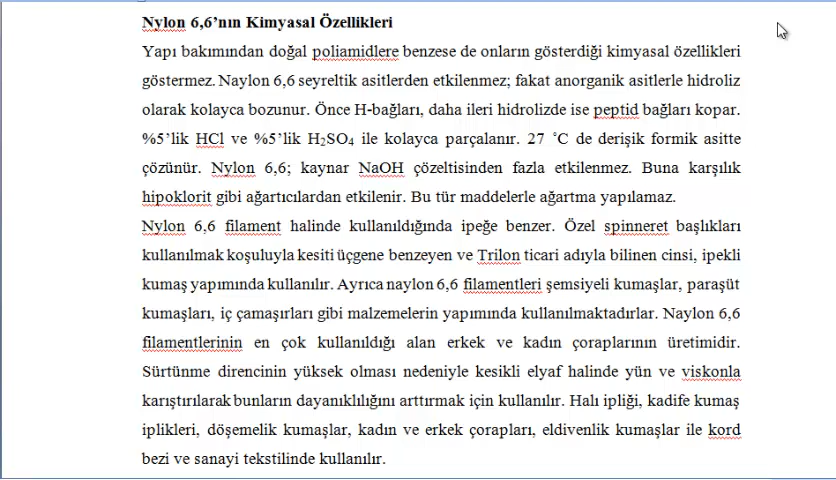 Nylon 6,6’nın Kimyasal Özellikleri
Yapı bakımından doğal poliamidlere benzese de onların gösterdiği kimyasal özellikleri
göstermez. Naylon 6,6 seyreltik asitlerden etkilenmez; fakat anorganik asitlerle hidroliz
olarak kolayca bozunur. Önce H-bağları, daha ileri hidrolizde ise peptid bağları kopar.
%5’lik HCl ve %5’lik H₂SO₄ ile kolayca parçalanır. 27 ˚C de derişik formik asitte
çözünür. Nylon 6,6; kaynar NaOH çözeltisinden fazla etkilenmez. Buna karşılık
hipoklorit gibi ağartıcılardan etkilenir. Bu tür maddelerle ağartma yapılamaz.
Nylon 6,6 filament halinde kullanıldığında ipeğe benzer. Özel spinneret başlıkları
kullanılmak koşuluyla kesiti üçgene benzeyen ve Trilon ticari adıyla bilinen cinsi, ipekli
kumaş yapımında kullanılır. Ayrıca naylon 6,6 filamentleri şemsiyeli kumaşlar, paraşüt
kumaşları, iç çamaşırları gibi malzemelerin yapımında kullanılmaktadırlar. Naylon 6,6
filamentlerinin en çok kullanıldığı alan erkek ve kadın çoraplarının üretimidir.
Sürtünme direncinin yüksek olması nedeniyle kesikli elyaf halinde yün ve viskonla
karıştırılarak bunların dayanıklılığını arttırmak için kullanılır. Halı ipliği, kadife kumaş
iplikleri, döşemelik kumaşlar, kadın ve erkek çorapları, eldivenlik kumaşlar ile kord
bezi ve sanayi tekstilinde kullanılır.